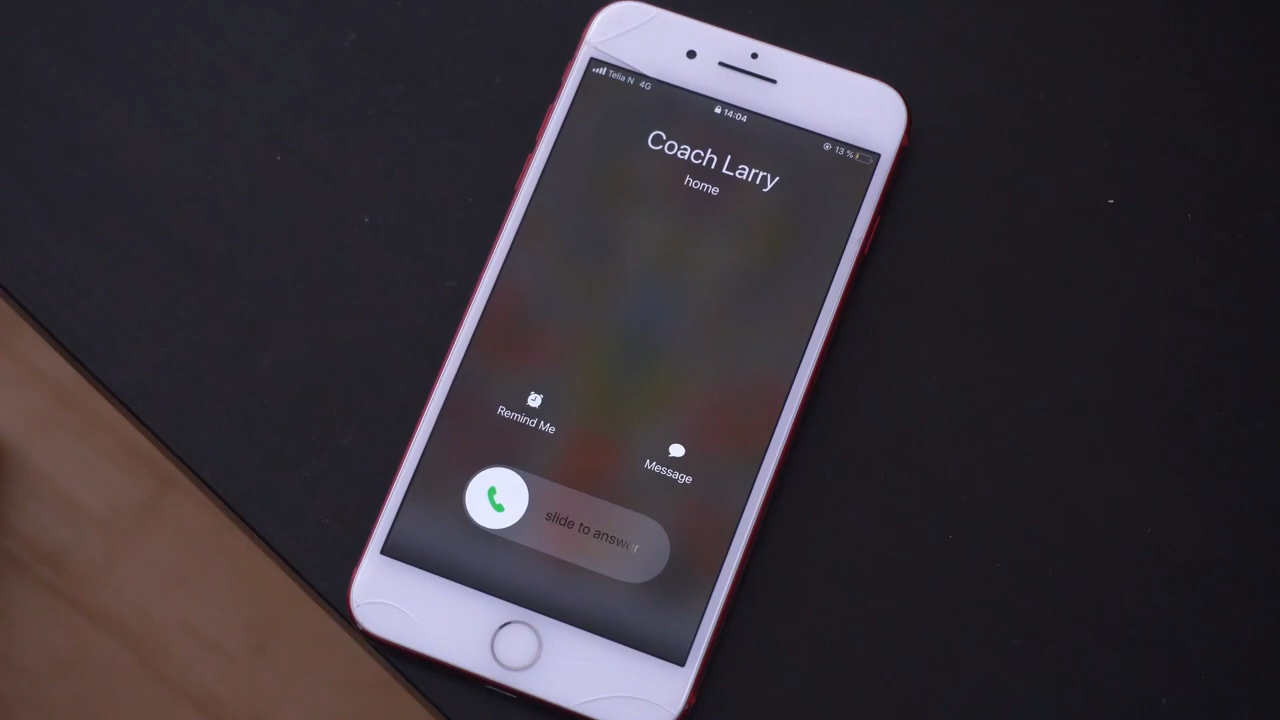 Telia N 4G
14:04
13 %
Coach Larry
home
Remind Me
Message
slide to answer